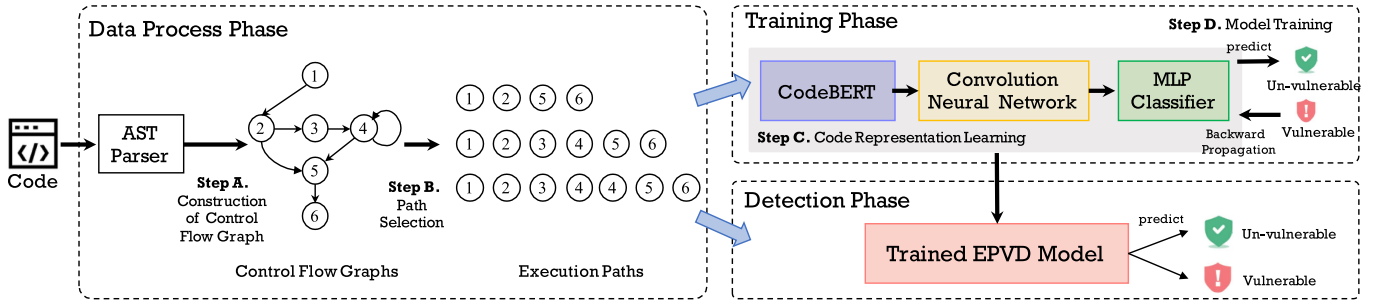 Data Process Phase
Code
AST
Parser
Step A.
Construction
of Control
Flow Graph
1
2
3
4
5
6
Control Flow Graphs
Step B.
Path
Selection
1 2 5 6
1 2 3 4 5 6
1 2 3 4 4 5 6
Execution Paths
Training Phase
Step D. Model Training
CodeBERT
Convolution
Neural Network
MLP
Classifier
predict
Un-vulnerable
Vulnerable
Backward
Propagation
Step C. Code Representation Learning
Detection Phase
Trained EPVD Model
predict
Un-vulnerable
Vulnerable